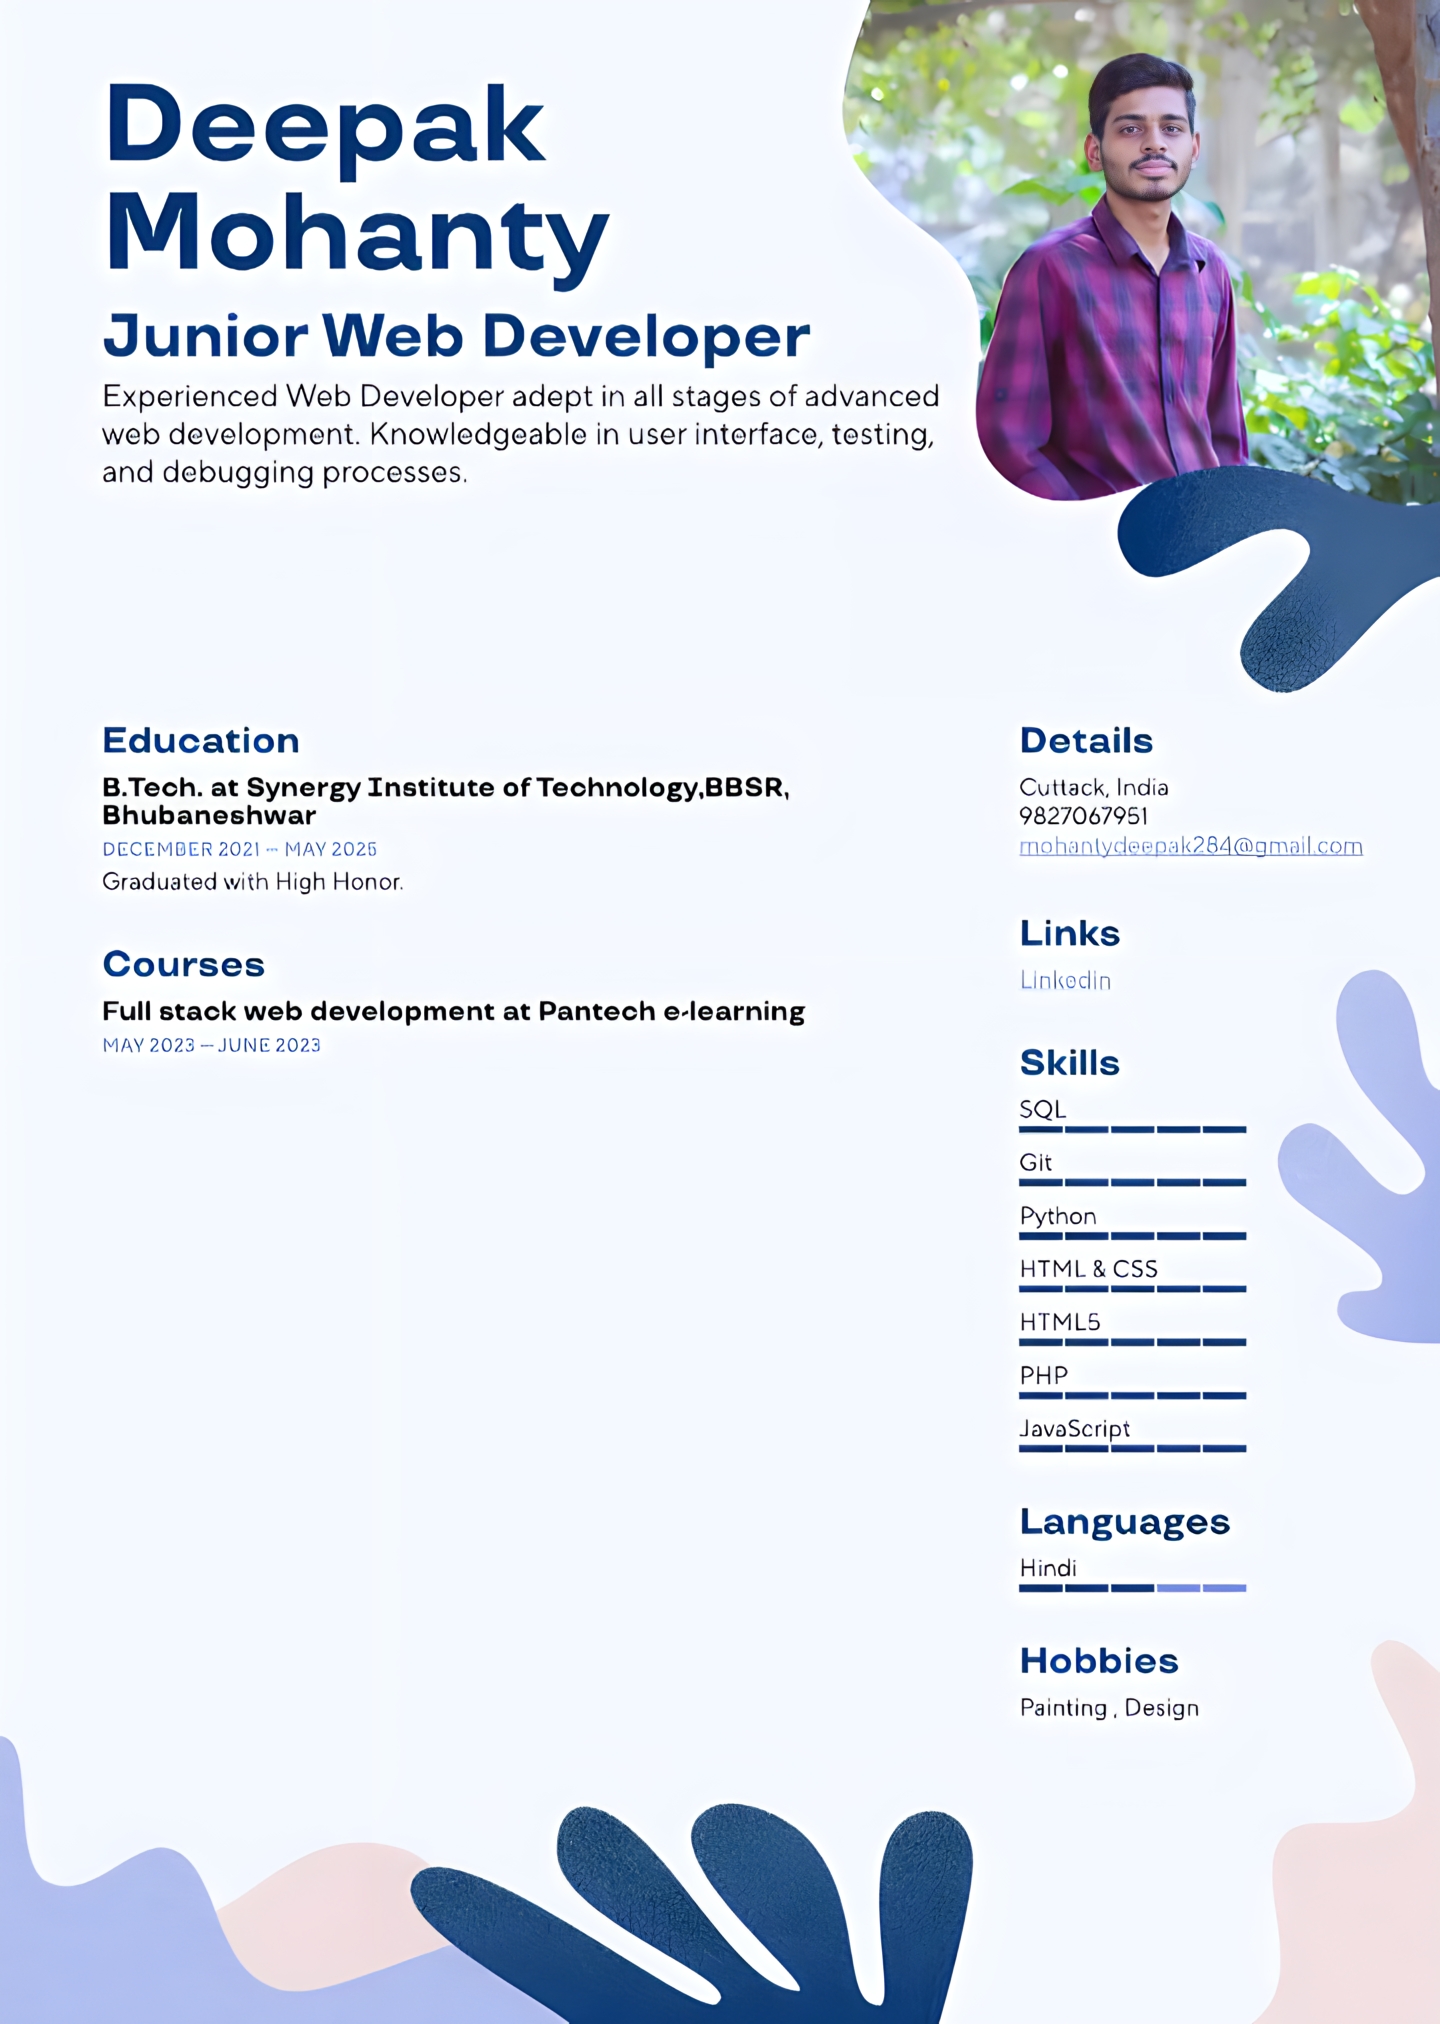 Deepak
Mohanty
Junior Web Developer
Experienced Web Developer adept in all stages of advanced
web development. Knowledgeable in user interface, testing,
and debugging processes.
Education
B.Tech. at Synergy Institute of Technology,BBSR,
Bhubaneshwar
DECEMBER 2021 — MAY 2025
Graduated with High Honor.
Courses
Full stack web development at Pantech e-learning
MAY 2023 — JUNE 2023
Details
Cuttack, India
9827067951
mohantydeepak284@gmail.com
Links
Linkedin
Skills
SQL
Git
Python
HTML & CSS
HTML5
PHP
JavaScript
Languages
Hindi
Hobbies
Painting , Design